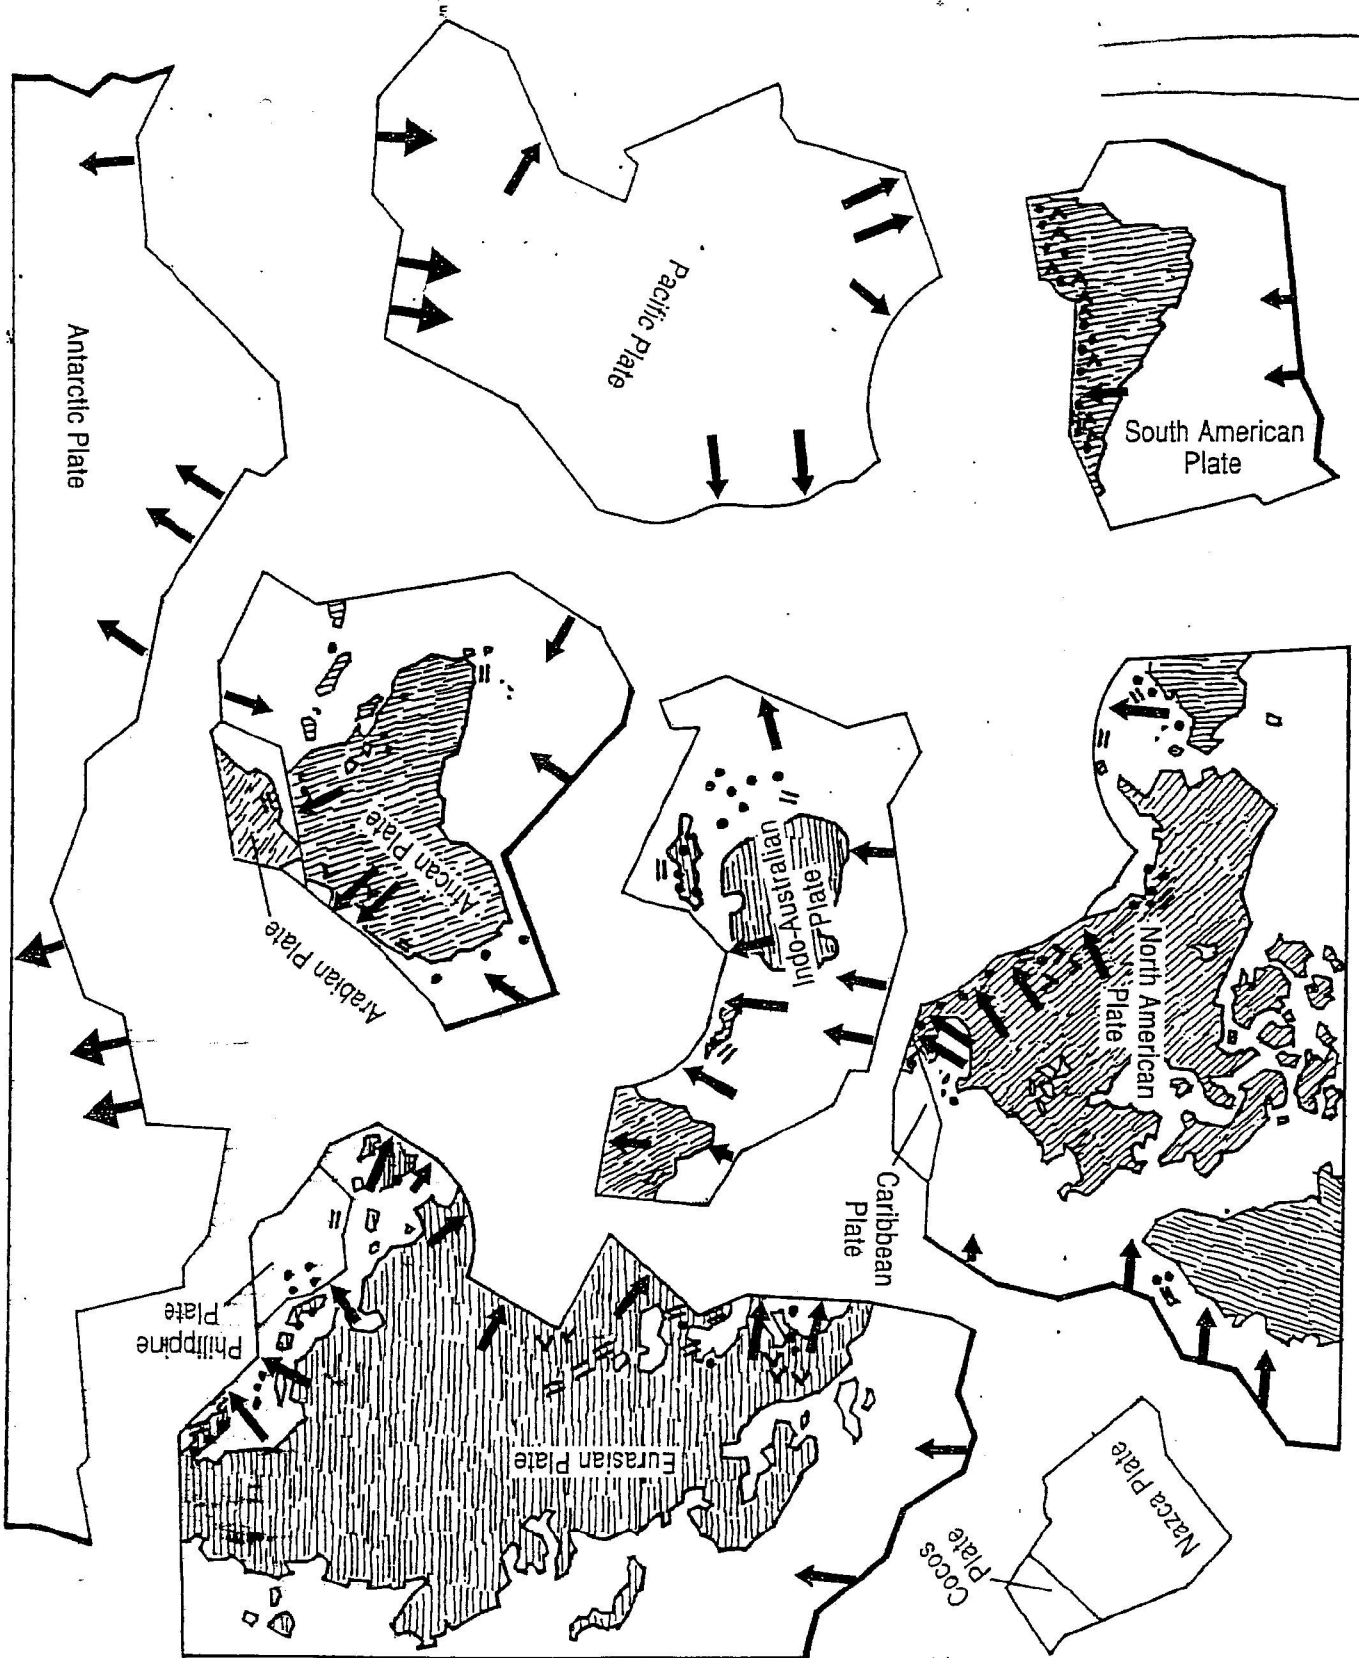 South American
Plate
Pacific Plate
Antarctic Plate
African Plate
Arabian Plate
Indo-Australian
Plate
North American
Plate
Caribbean
Plate
Philippine
Plate
Eurasian Plate
Nazca Plate
Cocos
Plate